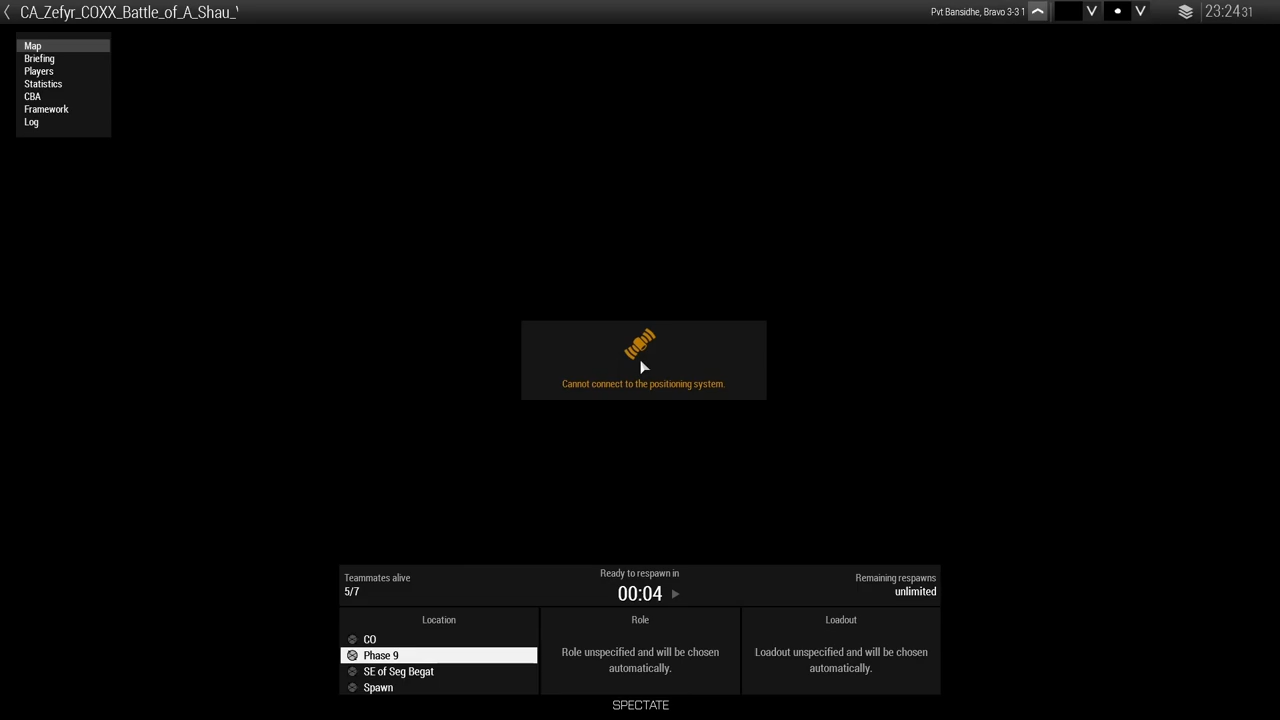 CA_Zefyr_COXX_Battle_of_A_Shau_
Pvt Bansidhe, Bravo 3-3 1
23:24 31
Map
Briefing
Players
Statistics
CBA
Framework
Log
Cannot connect to the positioning system.
Teammates alive
5/7
Ready to respawn in
00:04
Remaining respawns
unlimited
Location
CO
Phase 9
SE of Seg Begat
Spawn
Role
Role unspecified and will be chosen
automatically.
Loadout
Loadout unspecified and will be chosen
automatically.
SPECTATE